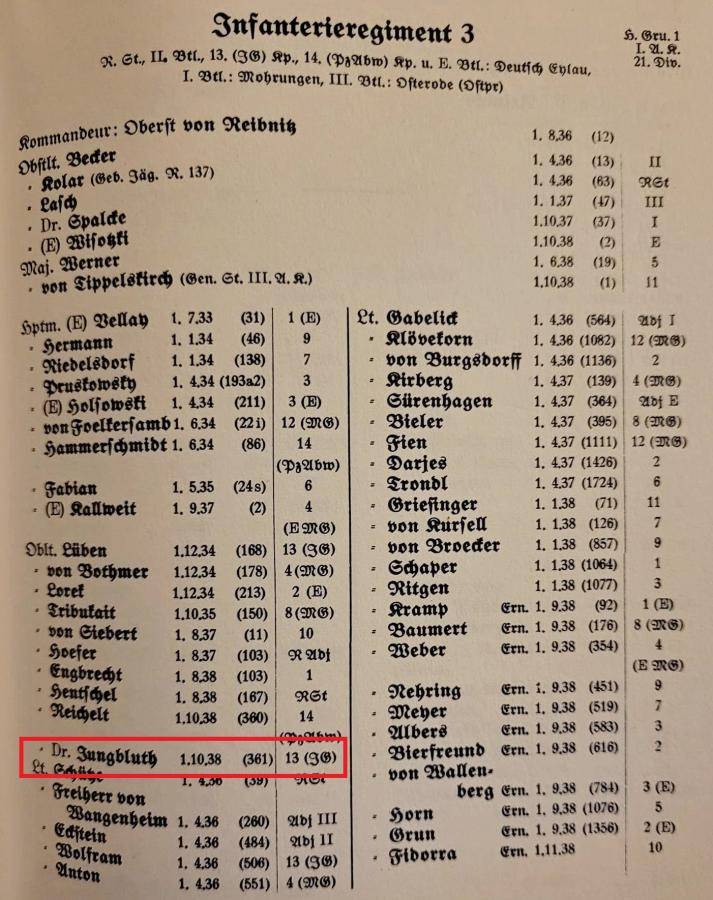 Infanterieregiment 3
H. Gru. 1
I. A. K.
21. Div.
R. St., II. Btl., 13. (IG) Kp., 14. (PzAbw) Kp. u. E. Btl.: Deutsch Eylau,
I. Btl.: Mohrungen, III. Btl.: Osterode (Ostpr)
Kommandeur: Oberst von Reibnitz 1. 8.36 (12)
Obstlt. Becker 1. 4.36 (13) II
„ Kolar (Geb. Jäg. R. 137) 1. 4.36 (63) RSt
„ Lasch 1. 1.37 (47) III
„ Dr. Spalcke 1.10.37 (37) I
„ (E) Wisotzki 1.10.38 (2) E
Maj. Werner 1. 6.38 (19) 5
„ von Tippelskirch (Gen. St. III. A. K.) 1.10.38 (1) 11
Hptm. (E) Vellay 1. 7.33 (31) 1 (E)
„ Hermann 1. 1.34 (46) 9
„ Riedelsdorf 1. 1.34 (138) 7
„ Pruskowsky 1. 4.34 (193a2) 3
„ (E) Holsowski 1. 4.34 (211) 3 (E)
„ von Foelkersamb 1. 6.34 (22i) 12 (MG)
„ Hammerschmidt 1. 6.34 (86) 14
(PzAbw)
„ Fabian 1. 5.35 (24s) 6
„ (E) Kallweit 1. 9.37 (2) 4
(E MG)
Oblt. Lüben 1.12.34 (168) 13 (IG)
„ von Bothmer 1.12.34 (178) 4 (MG)
„ Lorek 1.12.34 (213) 2 (E)
„ Tribukait 1.10.35 (150) 8 (MG)
„ von Siebert 1. 8.37 (11) 10
„ Hoefer 1. 8.37 (103) R Adj
„ Engbrecht 1. 8.38 (103) 1
„ Hentschel 1. 8.38 (167) RSt
„ Reichelt 1.10.38 (360) 14
(PzAbw)
„ Dr. Jungbluth 1.10.38 (361) 13 (IG)
Lt. Schütze 1. 4.36 (39) RSt
„ Freiherr von
Wangenheim 1. 4.36 (260) Adj III
„ Eckstein 1. 4.36 (484) Adj II
„ Wolfram 1. 4.36 (506) 13 (IG)
„ Anton 1. 4.36 (551) 4 (MG)
Lt. Gabelick 1. 4.36 (564) Adj I
„ Klövekorn 1. 4.36 (1082) 12 (MG)
„ von Burgsdorff 1. 4.36 (1136) 2
„ Kirberg 1. 4.37 (139) 4 (MG)
„ Sürenhagen 1. 4.37 (364) Adj E
„ Bieler 1. 4.37 (395) 8 (MG)
„ Fien 1. 4.37 (1111) 12 (MG)
„ Darjes 1. 4.37 (1426) 2
„ Trondl 1. 4.37 (1724) 6
„ Griesinger 1. 1.38 (71) 11
„ von Kursell 1. 1.38 (126) 7
„ von Broecker 1. 1.38 (857) 9
„ Schaper 1. 1.38 (1064) 1
„ Ritgen 1. 1.38 (1077) 3
„ Kramp Ern. 1. 9.38 (92) 1 (E)
„ Baumert Ern. 1. 9.38 (176) 8 (MG)
„ Weber Ern. 1. 9.38 (354) 4
(E MG)
„ Nehring Ern. 1. 9.38 (451) 9
„ Meyer Ern. 1. 9.38 (519) 7
„ Albers Ern. 1. 9.38 (583) 3
„ Bierfreund Ern. 1. 9.38 (616) 2
„ von Wallen-
berg Ern. 1. 9.38 (784) 3 (E)
„ Horn Ern. 1. 9.38 (1076) 5
„ Grun Ern. 1. 9.38 (1356) 2 (E)
„ Fidorra Ern. 1.11.38 10